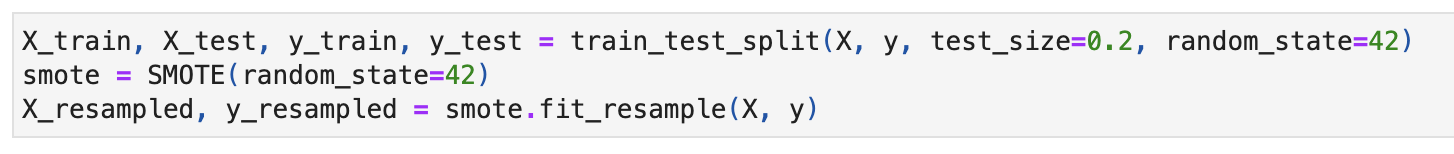 X_train, X_test, y_train, y_test = train_test_split(X, y, test_size=0.2, random_state=42)
smote = SMOTE(random_state=42)
X_resampled, y_resampled = smote.fit_resample(X, y)